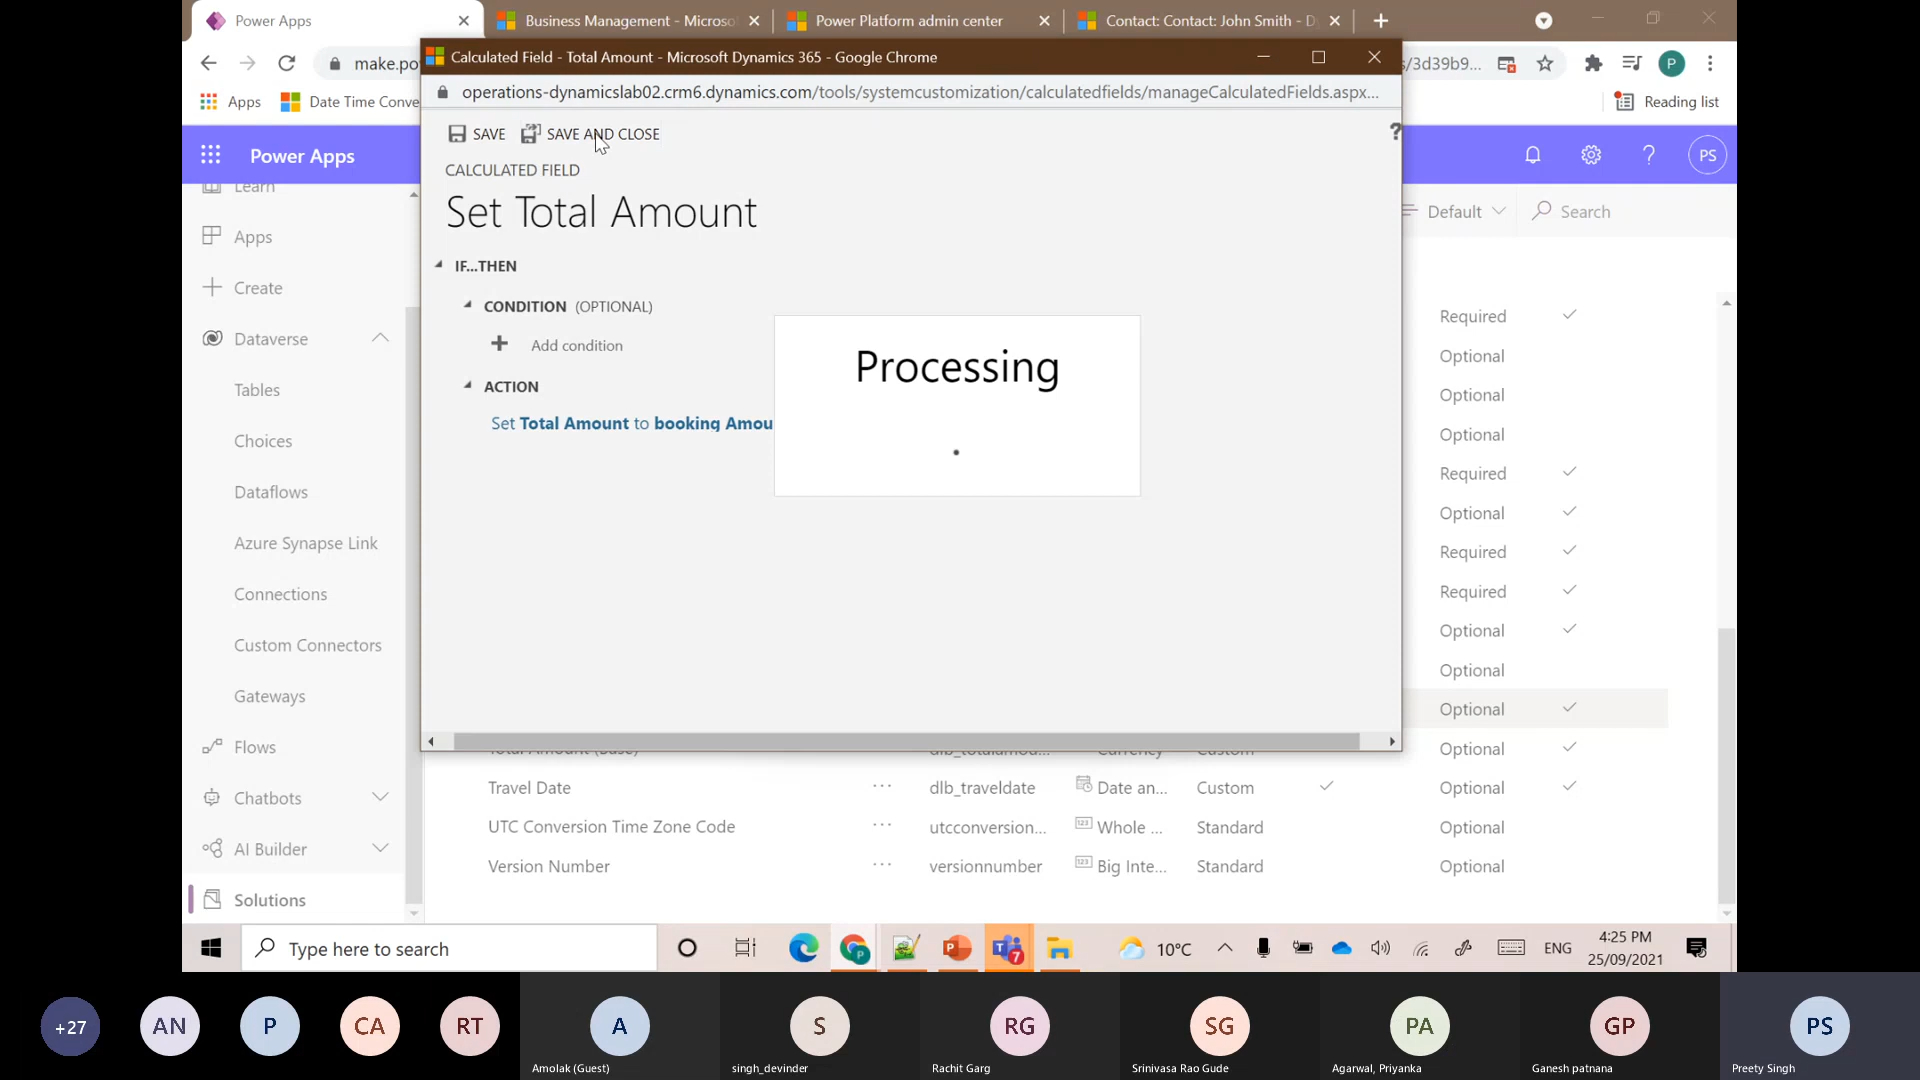 Power Apps
Business Management - Microsof
Power Platform admin center
Contact: Contact: John Smith - D
make.po
/3d39b9...
P
Apps
Date Time Conve
Reading list
Calculated Field - Total Amount - Microsoft Dynamics 365 - Google Chrome
operations-dynamicslab02.crm6.dynamics.com/tools/systemcustomization/calculatedfields/manageCalculatedFields.aspx...
SAVE
SAVE AND CLOSE
?
CALCULATED FIELD
Set Total Amount
IF...THEN
CONDITION (OPTIONAL)
Add condition
ACTION
Set Total Amount to booking Amou
Processing
Power Apps
?
PS
Default
Search
Learn
Apps
Create
Dataverse
Tables
Choices
Dataflows
Azure Synapse Link
Connections
Custom Connectors
Gateways
Flows
Chatbots
AI Builder
Solutions
Required
Optional
Optional
Optional
Required
Optional
Required
Required
Optional
Optional
Optional
Total Amount (Base) dlb_totalamou... Currency Custom Optional
Travel Date ... dlb_traveldate Date an... Custom Optional
UTC Conversion Time Zone Code ... utcconversion... Whole ... Standard Optional
Version Number ... versionnumber Big Inte... Standard Optional
Type here to search
7
10°C
ENG
4:25 PM
25/09/2021
+27
AN
P
CA
RT
A
S
RG
SG
PA
GP
PS
Amolak (Guest)
singh_devinder
Rachit Garg
Srinivasa Rao Gude
Agarwal, Priyanka
Ganesh patnana
Preety Singh